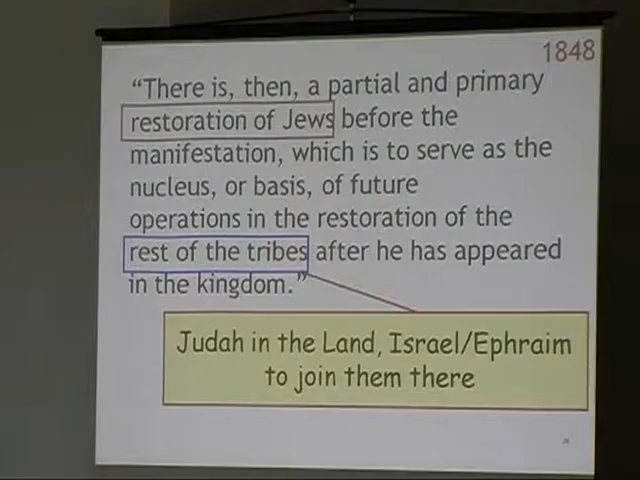 1848
“There is, then, a partial and primary
restoration of Jews before the
manifestation, which is to serve as the
nucleus, or basis, of future
operations in the restoration of the
rest of the tribes after he has appeared
in the kingdom.”
Judah in the Land, Israel/Ephraim
to join them there